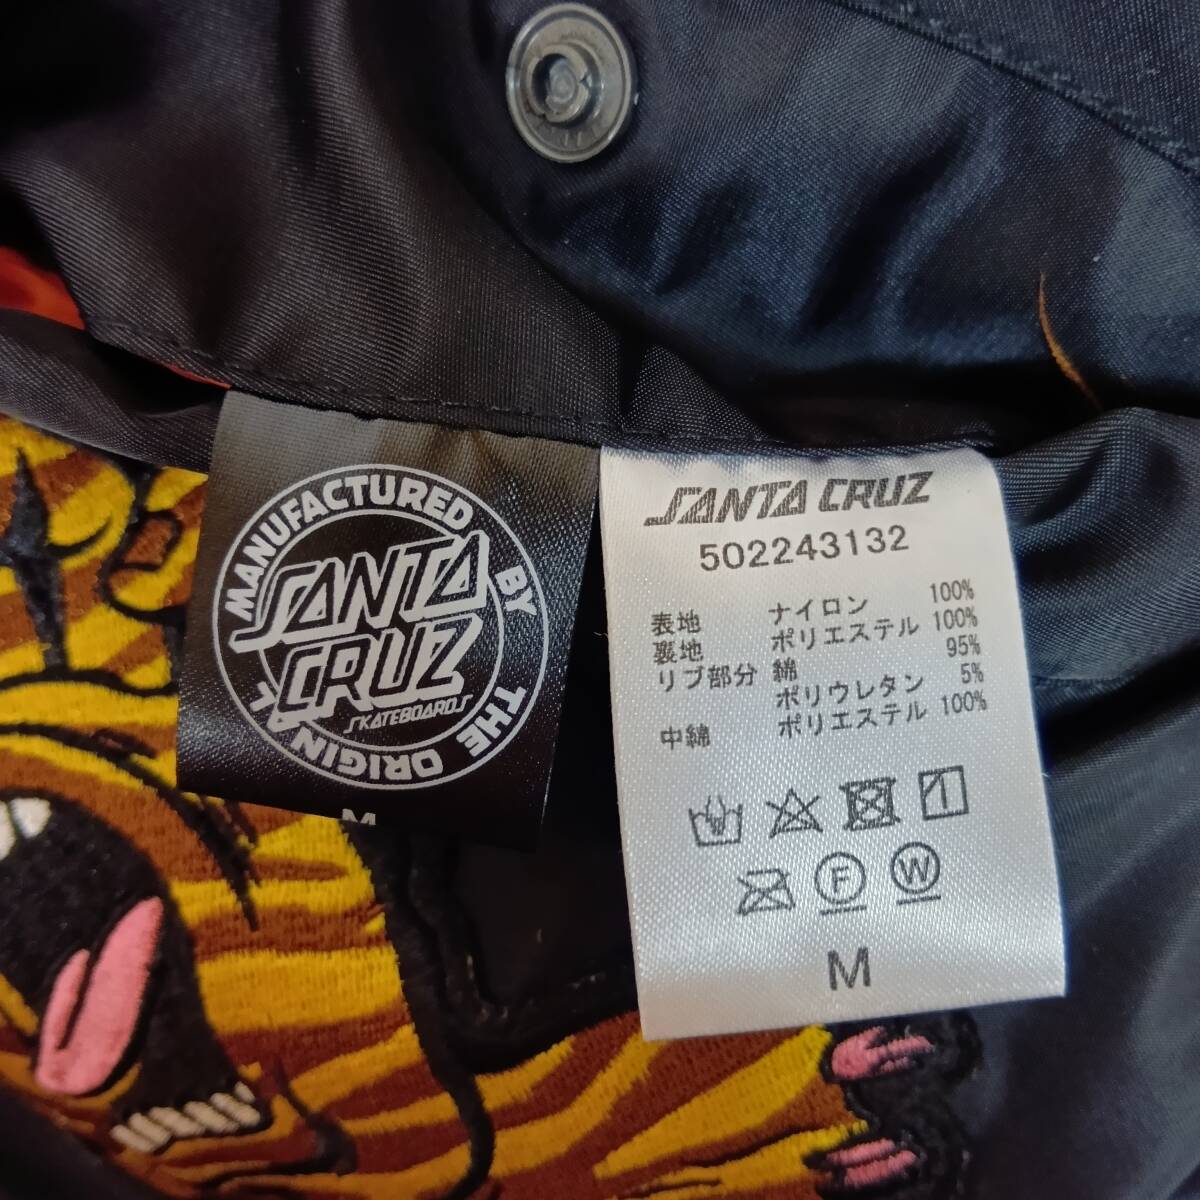 MANUFACTURED BY THE ORIGINAL
SANTA
CRUZ
SKATEBOARDS
M
SANTA CRUZ
502243132
表地 ナイロン 100%
裏地 ポリエステル 100%
リブ部分 綿 95%
ポリウレタン 5%
中綿 ポリエステル 100%
F
W
M